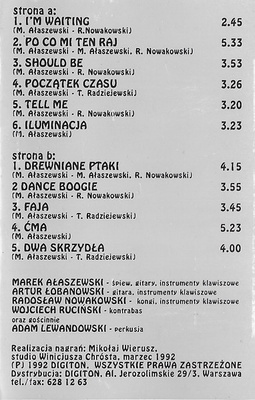 strona a:
1. I'M WAITING 2.45
(M. Ałaszewski - R.Nowakowski)
2. PO CO MI TEN RAJ 5.33
(M. Ałaszewski - M. Ałaszewski, R. Nowakowski)
3. SHOULD BE 3.53
(M. Ałaszewski - R. Nowakowski)
4. POCZĄTEK CZASU 3.26
(M. Ałaszewski - T. Radziejewski)
5. TELL ME 3.20
(M. Ałaszewski - R. Nowakowski)
6. ILUMINACJA 3.23
(M. Ałaszewski)
strona b:
1. DREWNIANE PTAKI 4.15
(M. Ałaszewski - M. Ałaszewski, R. Nowakowski)
2 DANCE BOOGIE 3.55
(M. Ałaszewski - R. Nowakowski)
3. FAJA 3.45
(M. Ałaszewski - T. Radziejewski)
4. ĆMA 5.23
(M. Ałaszewski)
5. DWA SKRZYDŁA 4.00
(M. Ałaszewski - T. Radziejewski)
MAREK AŁASZEWSKI - śpiew, gitary, instrumenty klawiszowe
ARTUR ŁOBANOWSKI - gitara, instrumenty klawiszowe
RADOSŁAW NOWAKOWSKI - kongi, instrumenty klawiszowe
WOJCIECH RUCIŃSKI - kontrabas
oraz gościnnie
ADAM LEWANDOWSKI - perkusja
Realizacja nagrań: Mikołaj Wierusz,
studio Winicjusza Chrósta, marzec 1992
(P) 1992 DIGITON. WSZYSTKIE PRAWA ZASTRZEŻONE
Dystrybucja: DIGITON, Al. Jerozolimskie 29/3, Warszawa
tel./fax: 628 12 63